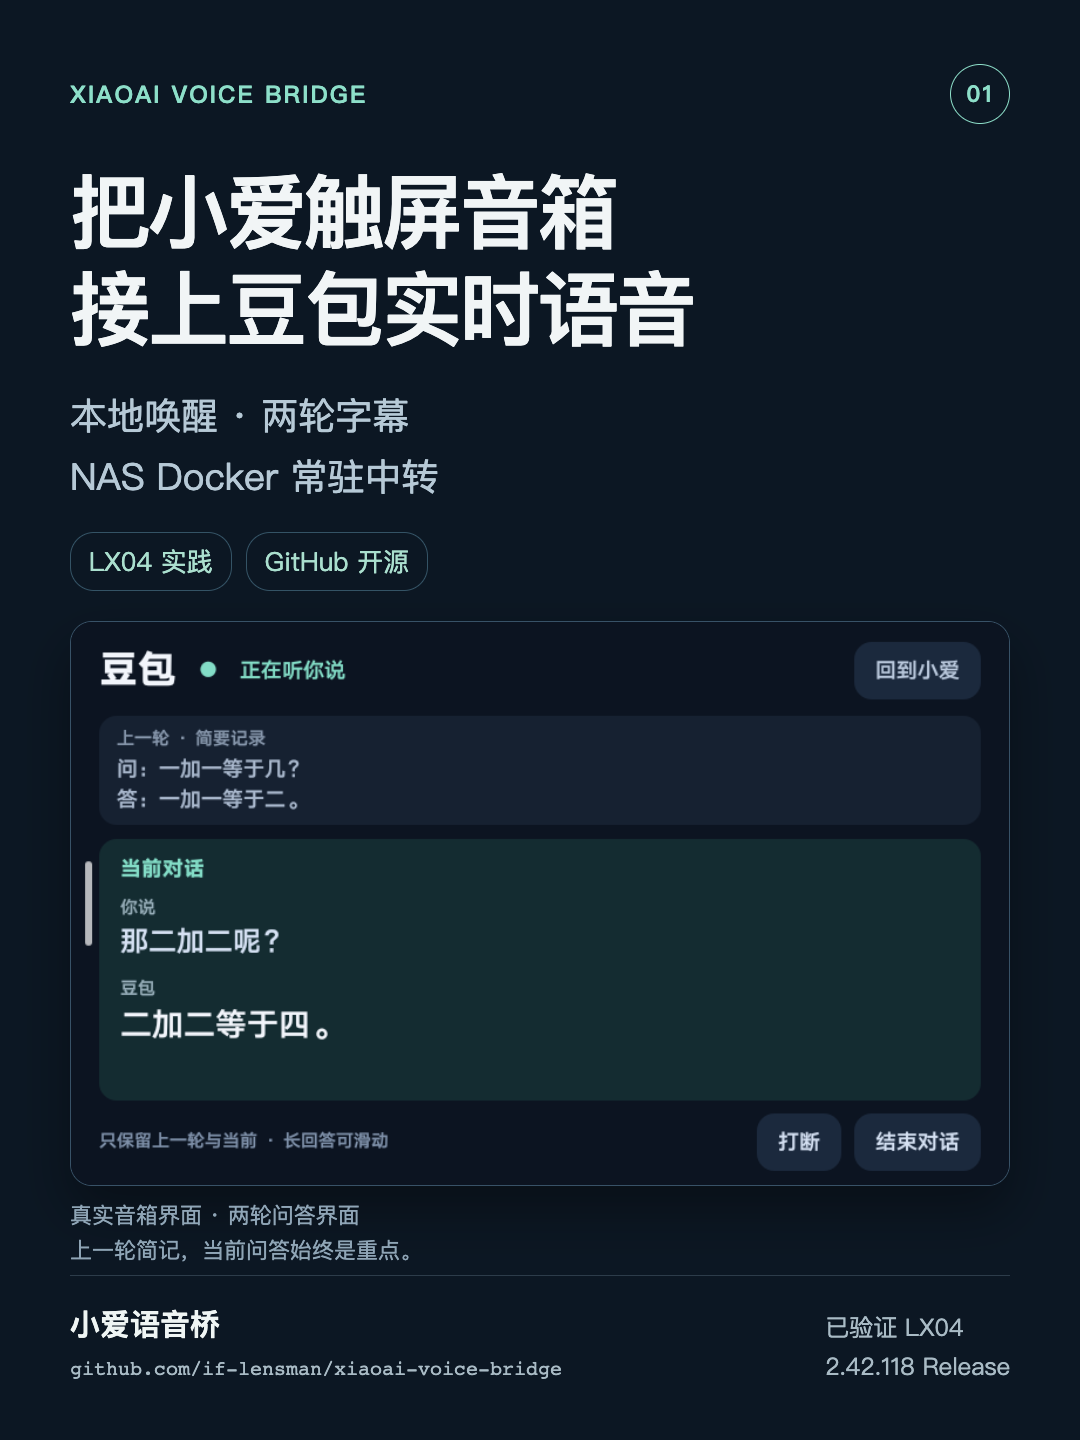 XIAOAI VOICE BRIDGE
01
把小爱触屏音箱
接上豆包实时语音
本地唤醒 · 两轮字幕
NAS Docker 常驻中转
LX04 实践
GitHub 开源
豆包 ● 正在听你说
回到小爱
上一轮 · 简要记录
问：一加一等于几？
答：一加一等于二。
当前对话
你说
那二加二呢？
豆包
二加二等于四。
只保留上一轮与当前 · 长回答可滑动
打断
结束对话
真实音箱界面 · 两轮问答界面
上一轮简记，当前问答始终是重点。
小爱语音桥
github.com/if-lensman/xiaoai-voice-bridge
已验证 LX04
2.42.118 Release